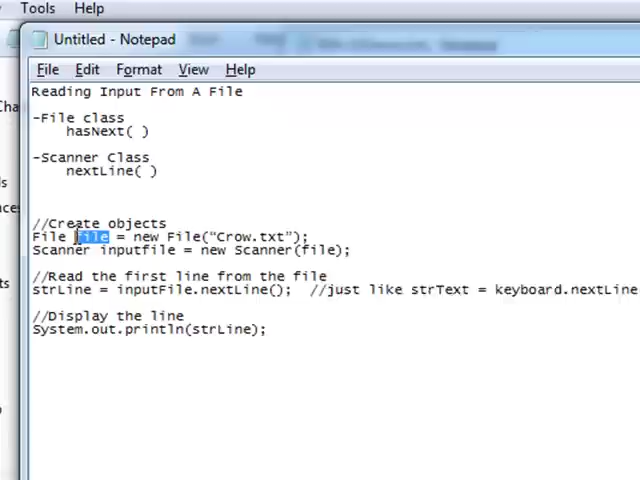 Tools Help
Untitled - Notepad
File Edit Format View Help
Reading Input From A File
-File class
hasNext( )
-Scanner Class
nextLine( )
//Create objects
File file = new File("Crow.txt");
Scanner inputfile = new Scanner(file);
//Read the first line from the file
strLine = inputFile.nextLine(); //just like strText = keyboard.nextLine
//Display the line
System.out.println(strLine);